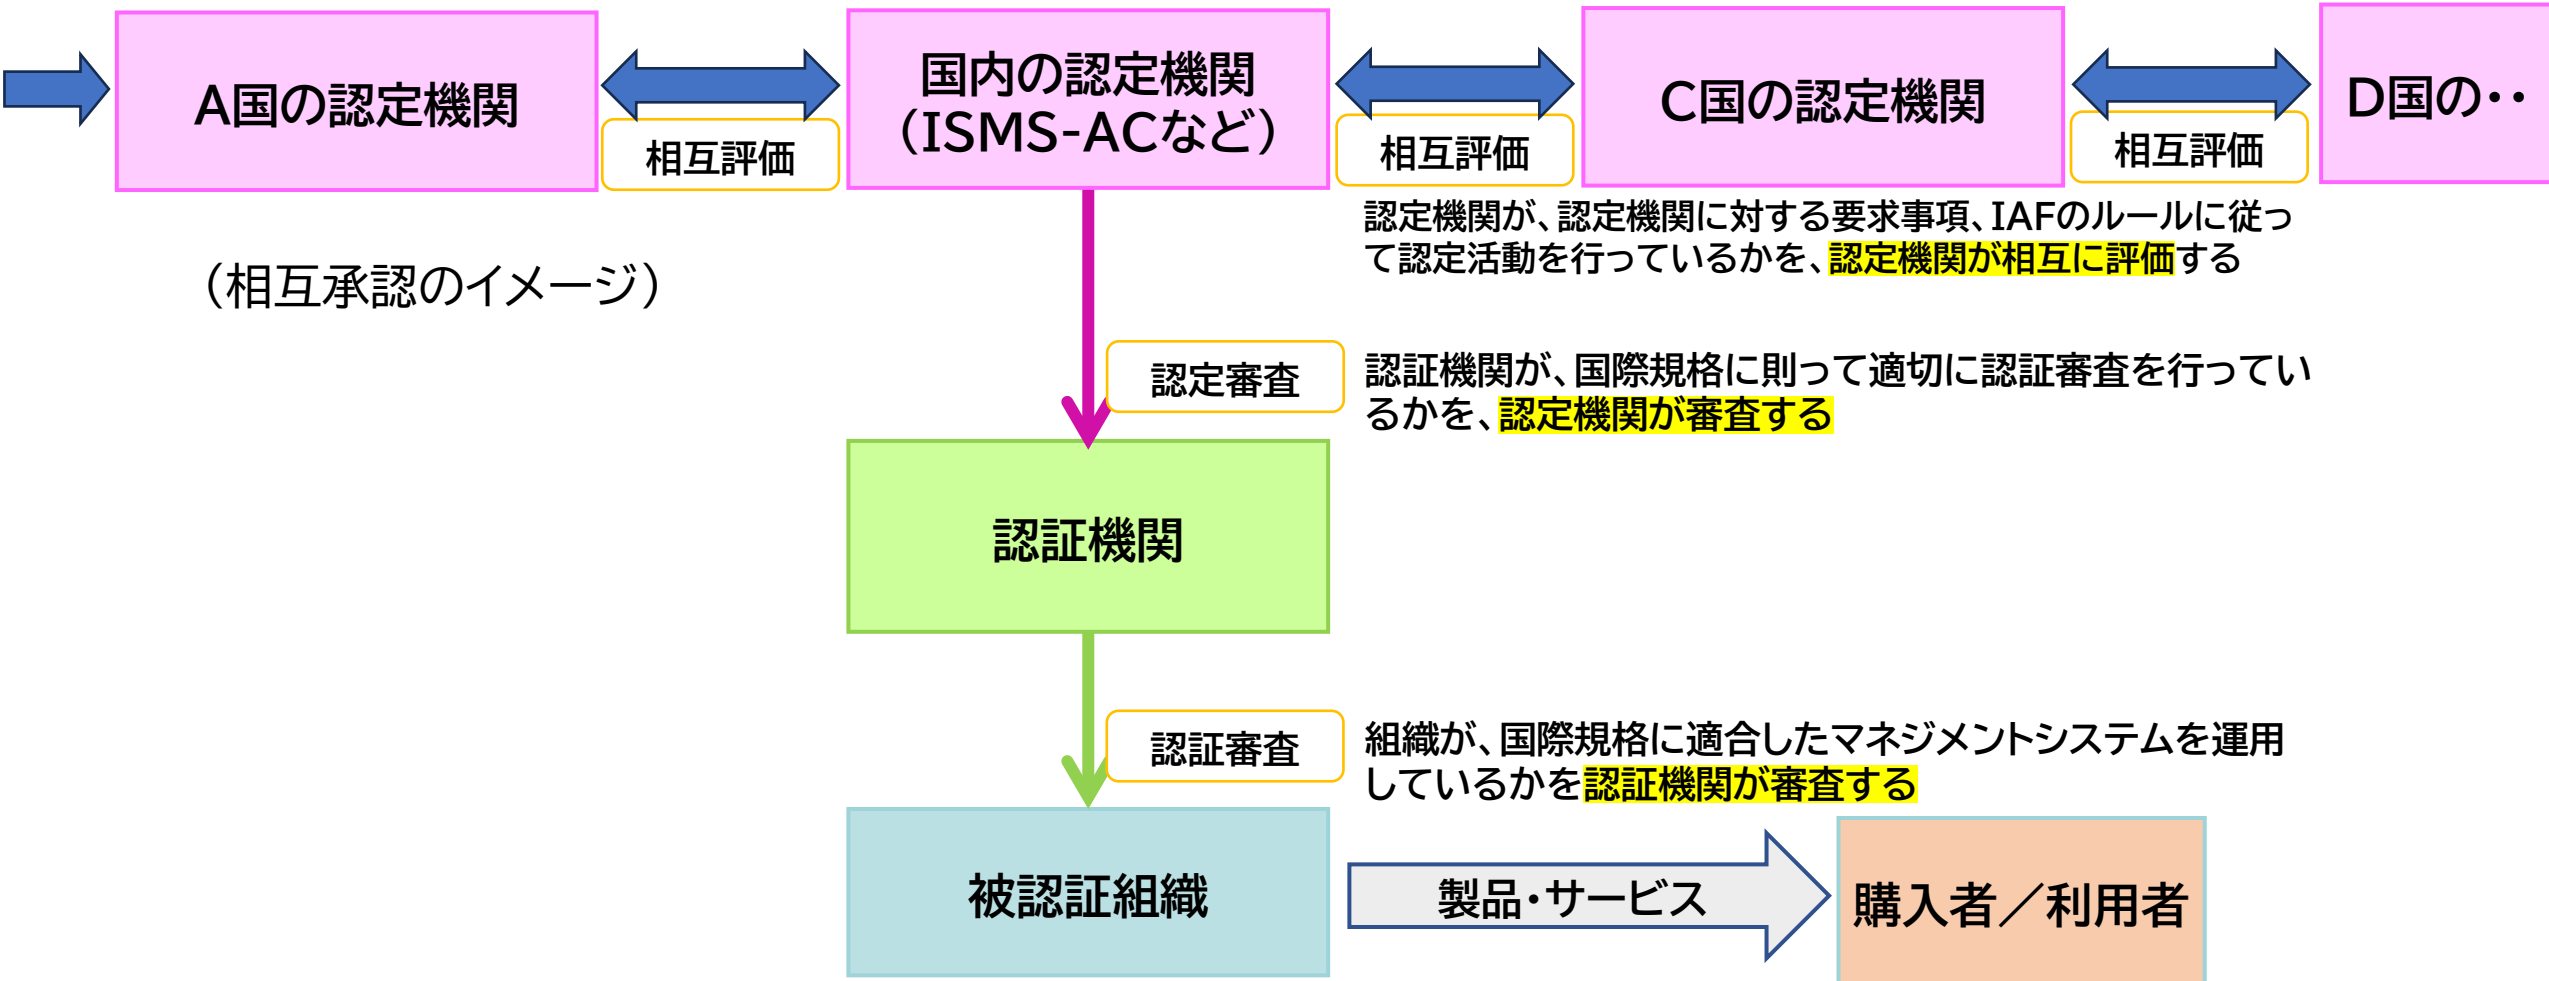 A国の認定機関
相互評価
国内の認定機関
（ISMS-ACなど）
相互評価
C国の認定機関
相互評価
D国の・・
認定機関が、認定機関に対する要求事項、IAFのルールに従っ
て認定活動を行っているかを、認定機関が相互に評価する
（相互承認のイメージ）
認定審査
認証機関が、国際規格に則って適切に認証審査を行ってい
るかを、認定機関が審査する
認証機関
認証審査
組織が、国際規格に適合したマネジメントシステムを運用
しているかを認証機関が審査する
被認証組織
製品・サービス
購入者／利用者